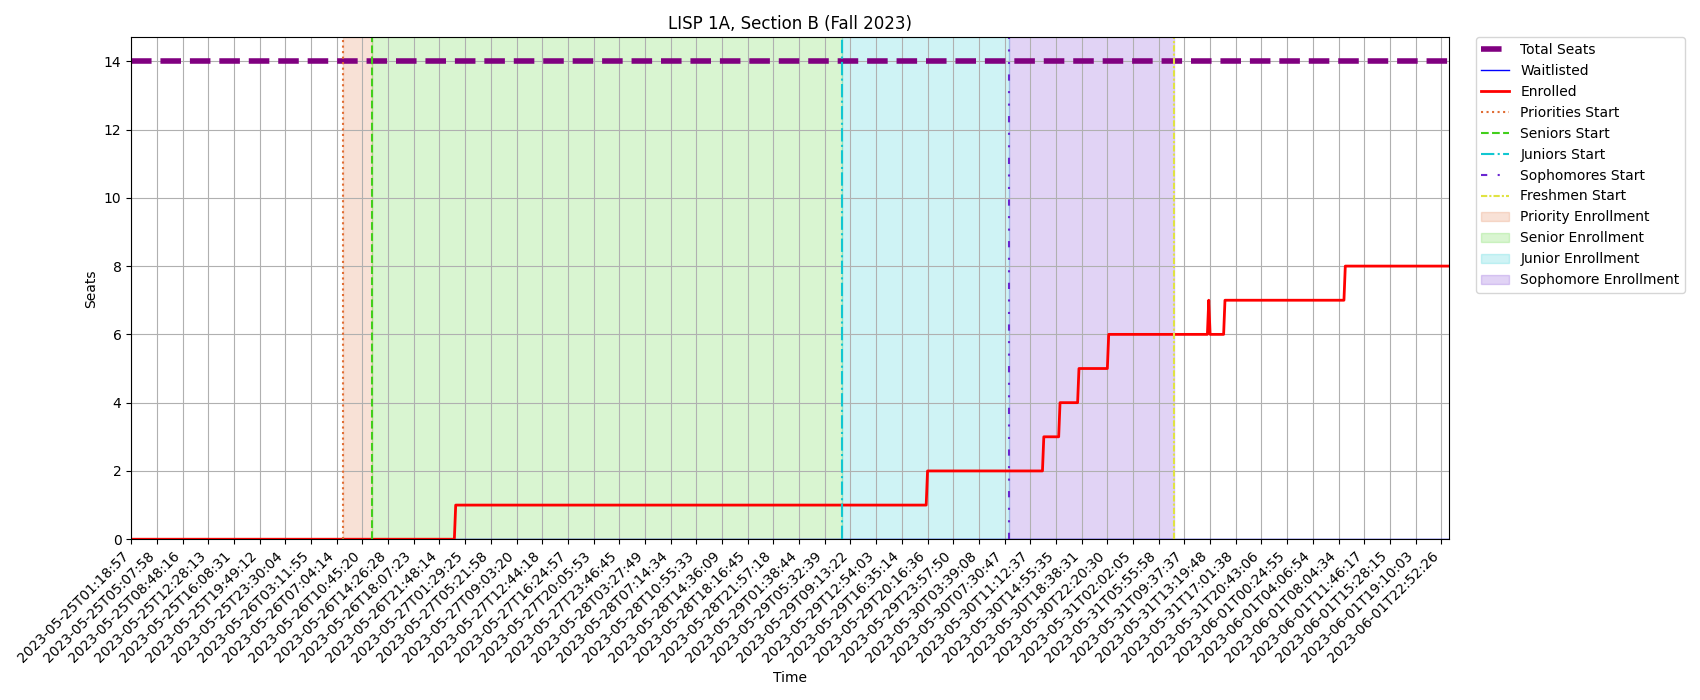 LISP 1A, Section B (Fall 2023)
Seats
14
12
10
8
6
4
2
0
2023-05-25T01:18:57
2023-05-25T05:07:58
2023-05-25T08:48:16
2023-05-25T12:28:13
2023-05-25T16:08:31
2023-05-25T19:49:12
2023-05-25T23:30:04
2023-05-26T03:11:55
2023-05-26T07:04:14
2023-05-26T10:45:20
2023-05-26T14:26:28
2023-05-26T18:07:23
2023-05-26T21:48:14
2023-05-27T01:29:25
2023-05-27T05:21:58
2023-05-27T09:03:20
2023-05-27T12:44:18
2023-05-27T16:24:57
2023-05-27T20:05:53
2023-05-27T23:46:45
2023-05-28T03:27:49
2023-05-28T07:14:34
2023-05-28T10:55:33
2023-05-28T14:36:09
2023-05-28T18:16:45
2023-05-28T21:57:18
2023-05-29T01:38:44
2023-05-29T05:32:39
2023-05-29T09:13:22
2023-05-29T12:54:03
2023-05-29T16:35:14
2023-05-29T20:16:36
2023-05-29T23:57:50
2023-05-30T03:39:08
2023-05-30T07:30:47
2023-05-30T11:12:37
2023-05-30T14:55:35
2023-05-30T18:38:31
2023-05-30T22:20:30
2023-05-31T02:02:05
2023-05-31T05:55:58
2023-05-31T09:37:37
2023-05-31T13:19:48
2023-05-31T17:01:38
2023-05-31T20:43:06
2023-06-01T00:24:55
2023-06-01T04:06:54
2023-06-01T08:04:34
2023-06-01T11:46:17
2023-06-01T15:28:15
2023-06-01T19:10:03
2023-06-01T22:52:26
Time
Total Seats
Waitlisted
Enrolled
Priorities Start
Seniors Start
Juniors Start
Sophomores Start
Freshmen Start
Priority Enrollment
Senior Enrollment
Junior Enrollment
Sophomore Enrollment